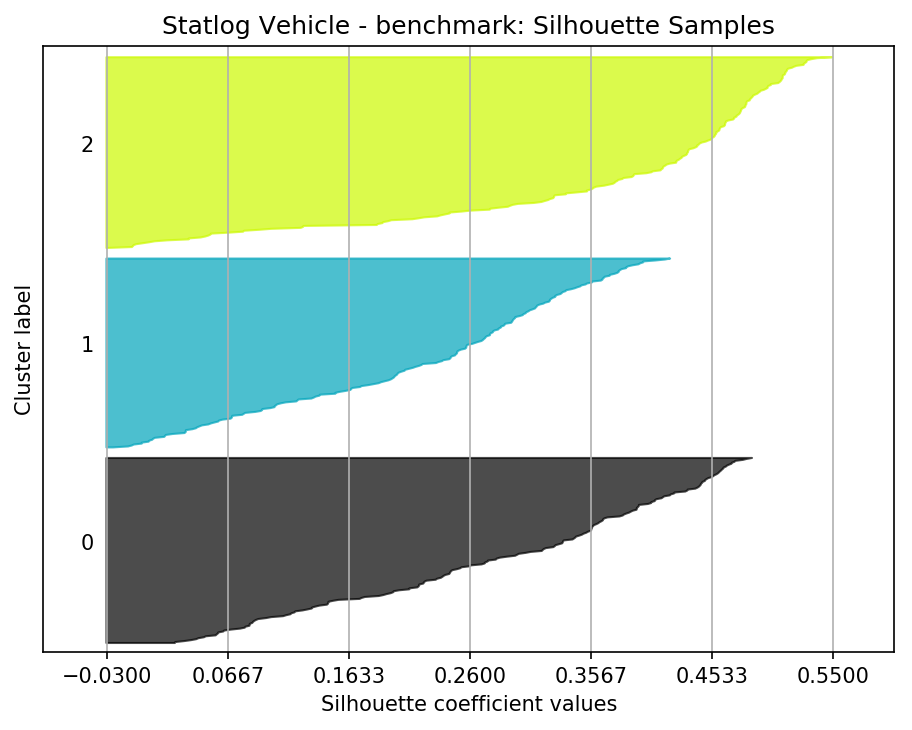 Statlog Vehicle - benchmark: Silhouette Samples
2
1
0
Cluster label
−0.0300 0.0667 0.1633 0.2600 0.3567 0.4533 0.5500
Silhouette coefficient values